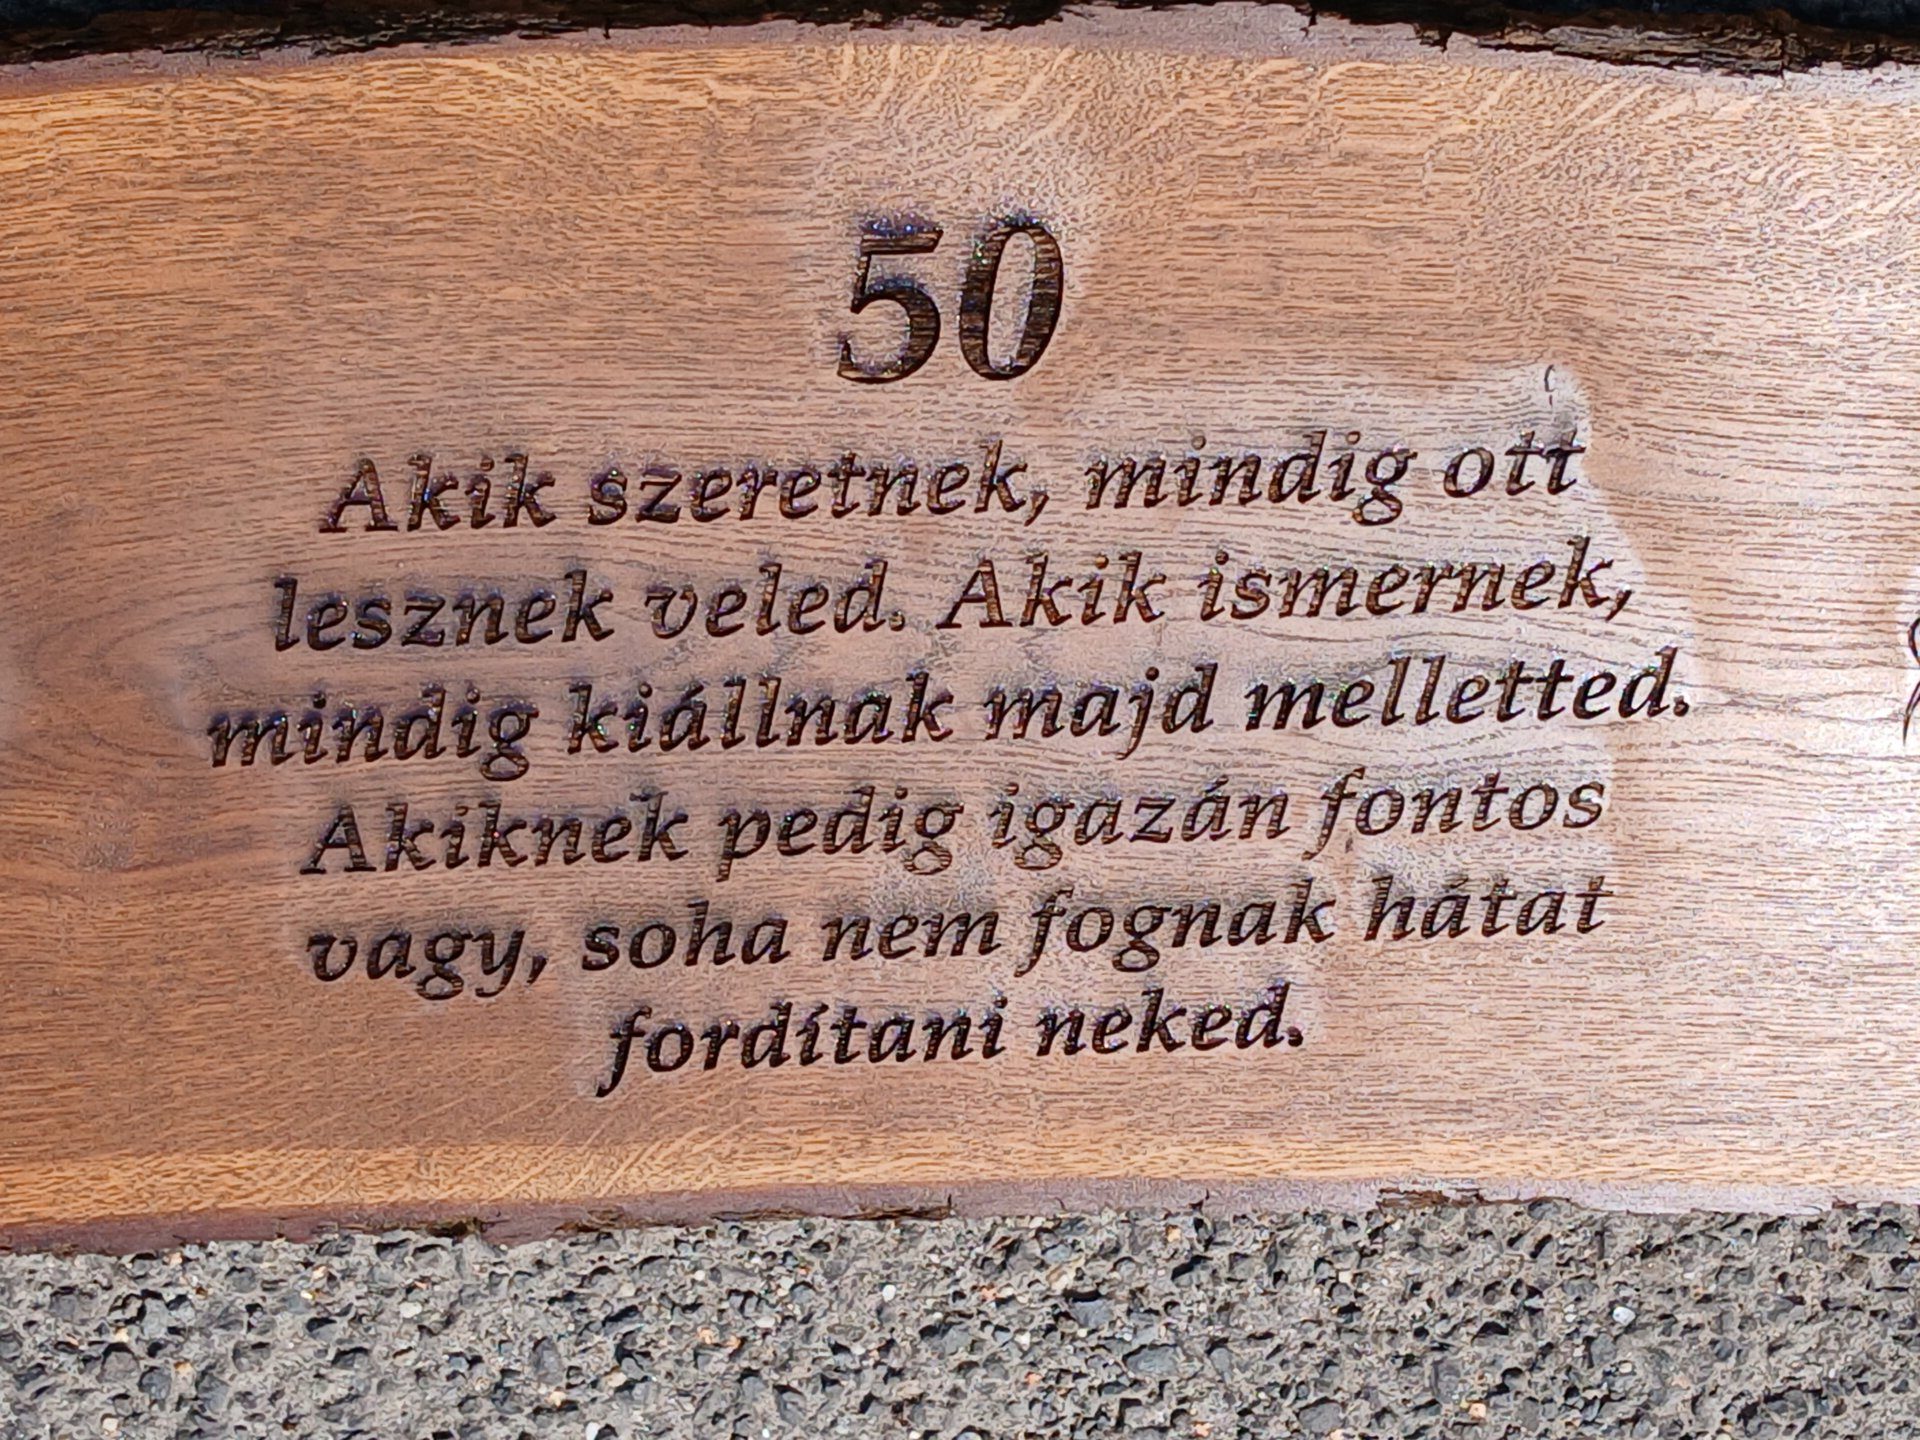 50
Akik szeretnek, mindig ott
lesznek veled. Akik ismernek,
mindig kiállnak majd melletted.
Akiknek pedig igazán fontos
vagy, soha nem fognak hátat
fordítani neked.